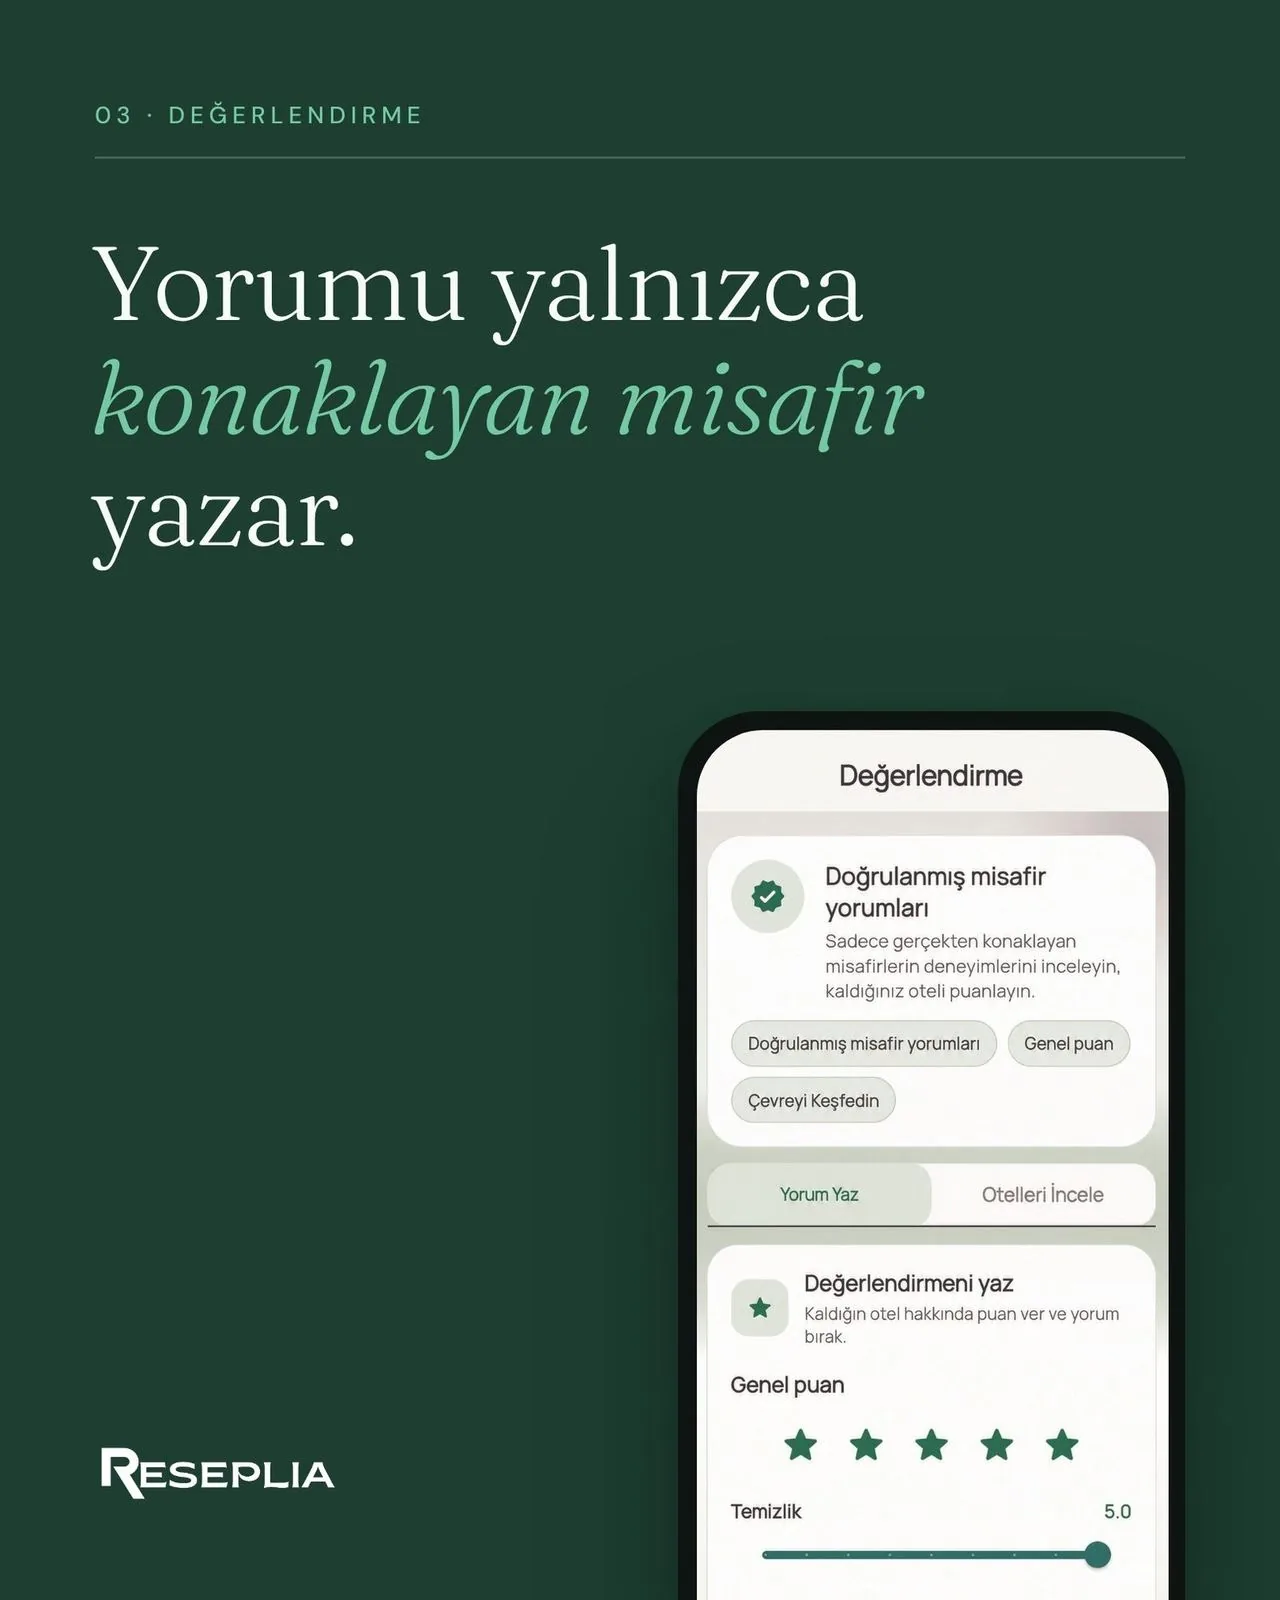 03 · DEĞERLENDIRME
Yorumu yalnızca
konaklayan misafir
yazar.
Değerlendirme
Doğrulanmış misafir
yorumları
Sadece gerçekten konaklayan
misafirlerin deneyimlerini inceleyin,
kaldığınız oteli puanlayın.
Doğrulanmış misafir yorumları
Genel puan
Çevreyi Keşfedin
Yorum Yaz
Otelleri İncele
Değerlendirmeni yaz
Kaldığın otel hakkında puan ver ve yorum
bırak.
Genel puan
Temizlik 5.0
RESEPLIA